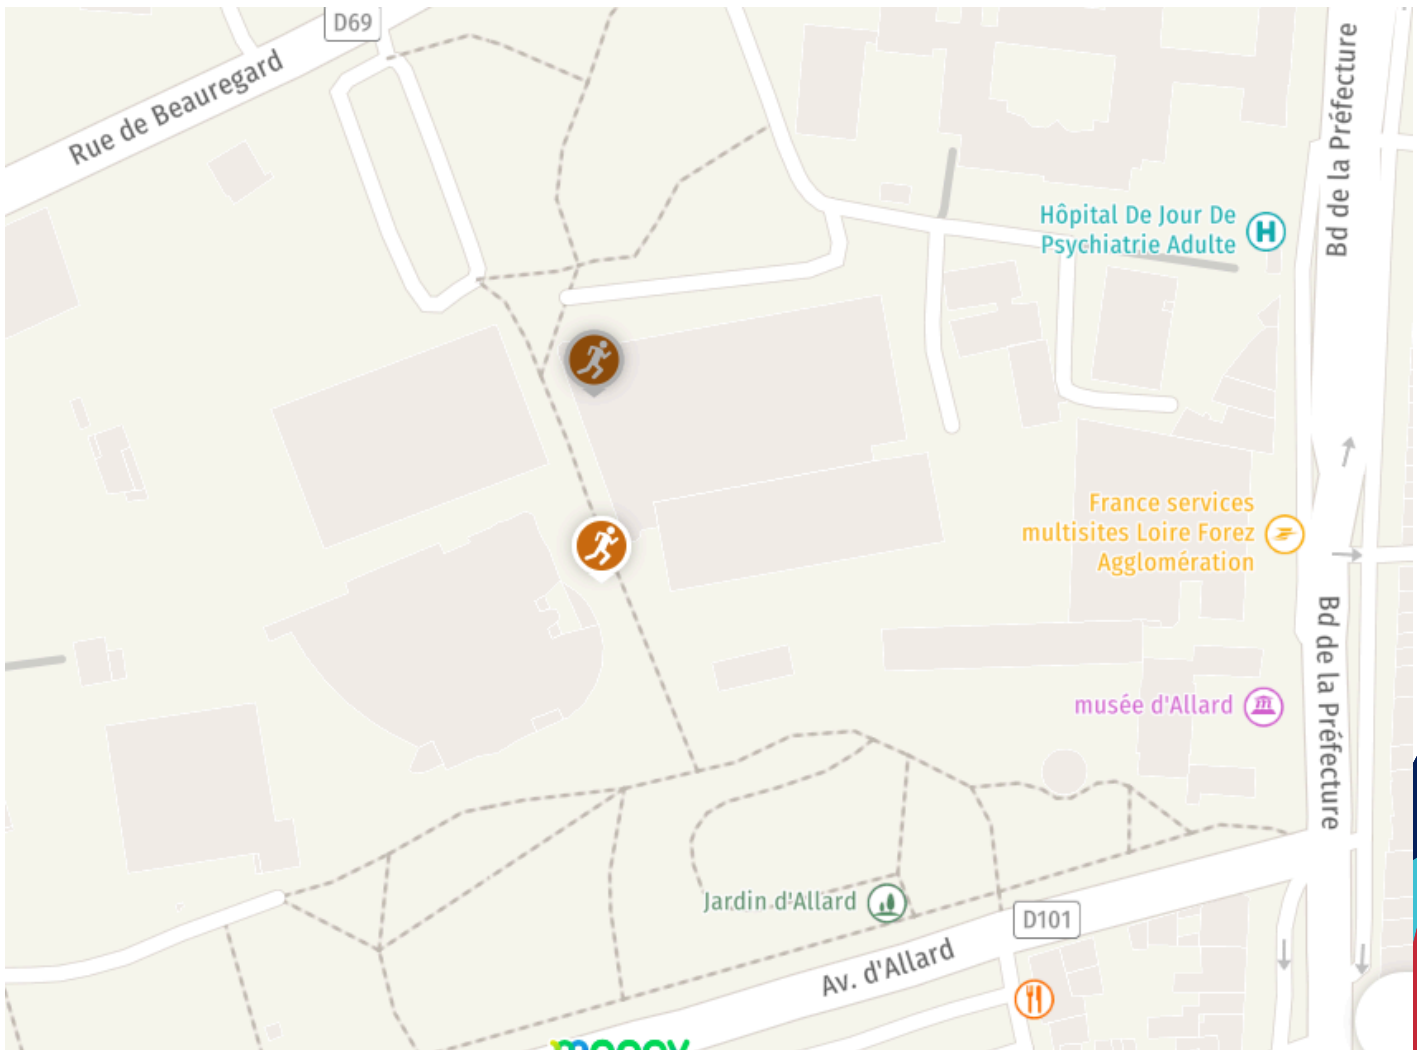 D69
Rue de Beauregard
Bd de la Préfecture
Hôpital De Jour De
Psychiatrie Adulte
H
France services
multisites Loire Forez
Agglomération
Bd de la Préfecture
musée d'Allard
m
Jardin d'Allard
D101
Av. d'Allard